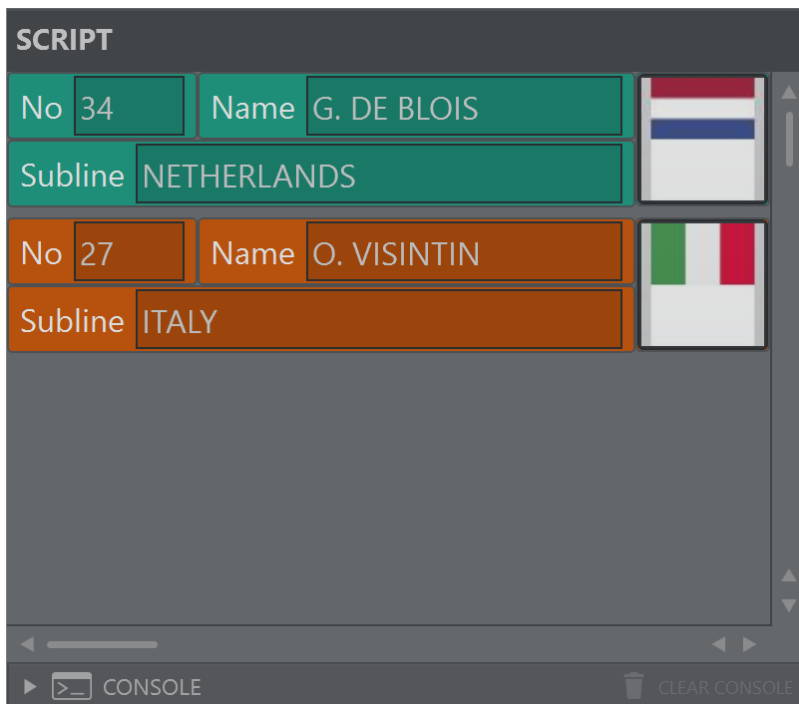 SCRIPT
No 34 Name G. DE BLOIS
Subline NETHERLANDS
No 27 Name O. VISINTIN
Subline ITALY
>_ CONSOLE CLEAR CONSOLE